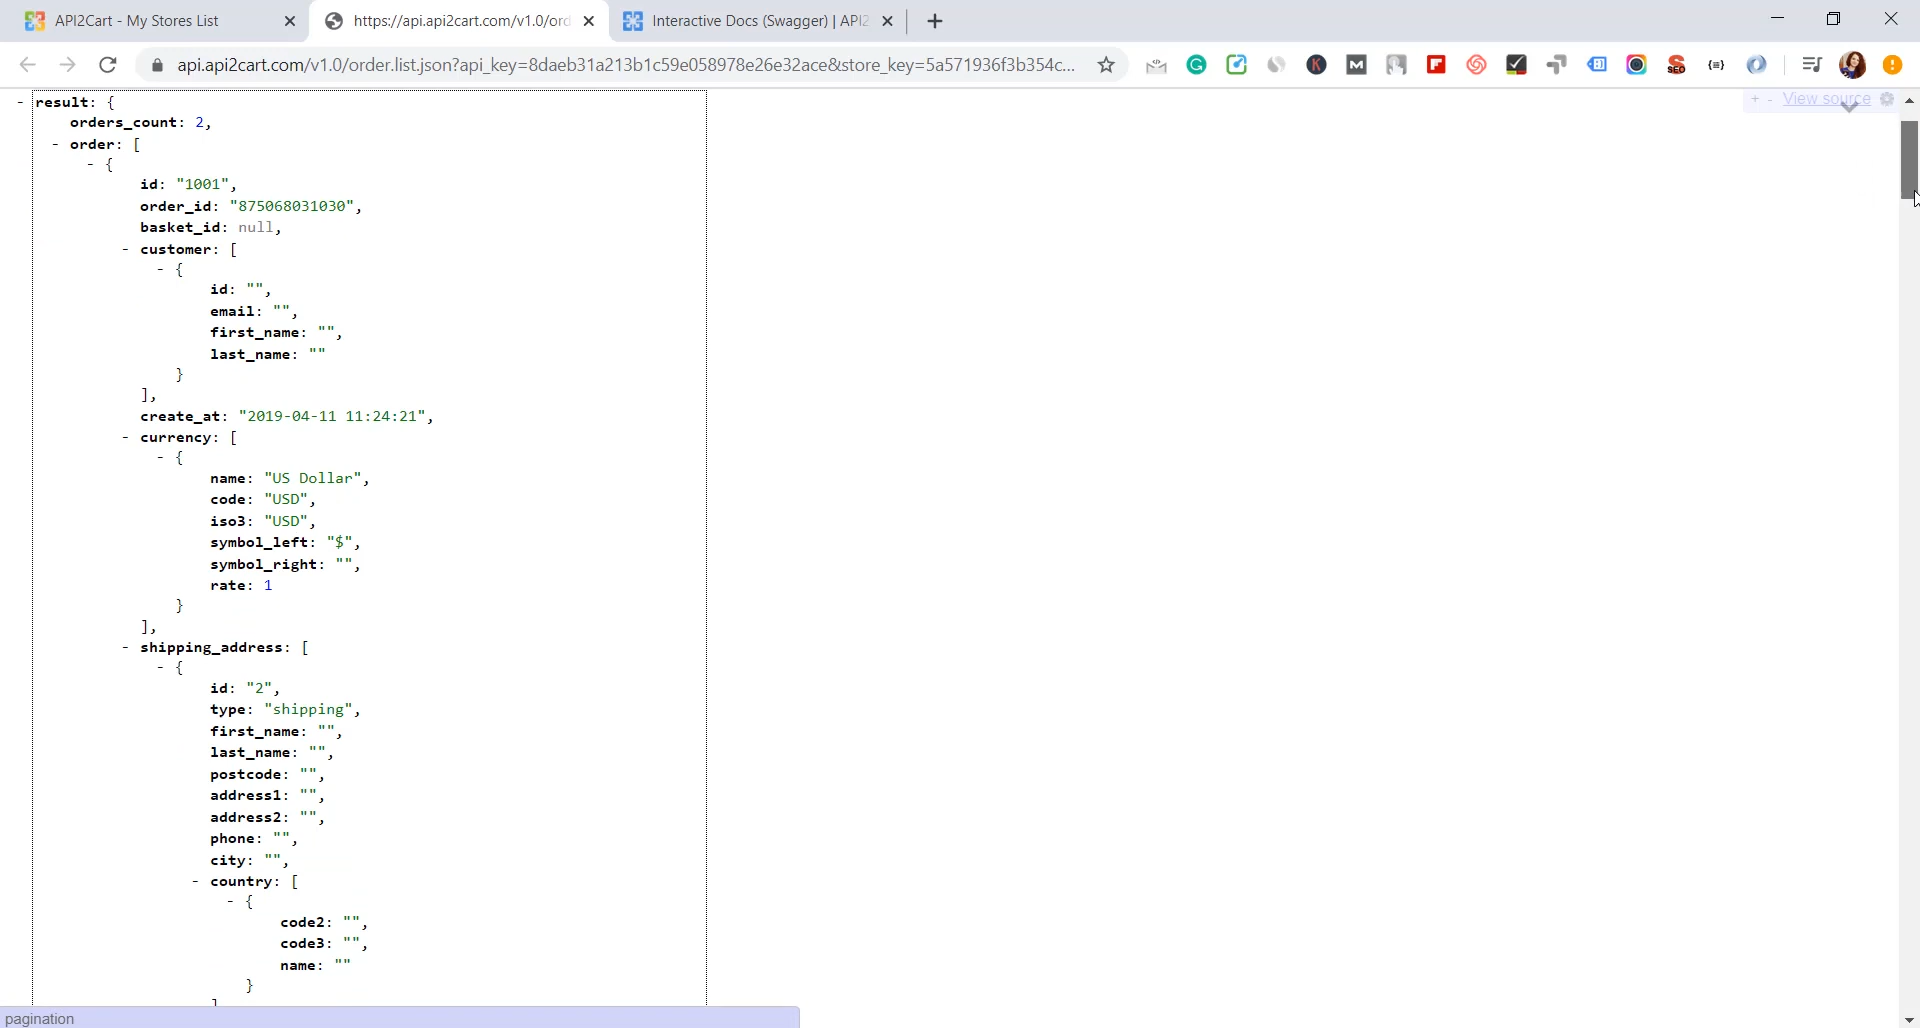 API2Cart - My Stores List
https://api.api2cart.com/v1.0/ord
Interactive Docs (Swagger) | API2
api.api2cart.com/v1.0/order.list.json?api_key=8daeb31a213b1c59e058978e26e32ace&store_key=5a571936f3b354c...
+ - View source
- result: {
orders_count: 2,
- order: [
- {
id: "1001",
order_id: "875068031030",
basket_id: null,
- customer: [
- {
id: "",
email: "",
first_name: "",
last_name: ""
}
],
create_at: "2019-04-11 11:24:21",
- currency: [
- {
name: "US Dollar",
code: "USD",
iso3: "USD",
symbol_left: "$",
symbol_right: "",
rate: 1
}
],
- shipping_address: [
- {
id: "2",
type: "shipping",
first_name: "",
last_name: "",
postcode: "",
address1: "",
address2: "",
phone: "",
city: "",
- country: [
- {
code2: "",
code3: "",
name: ""
}
]
pagination